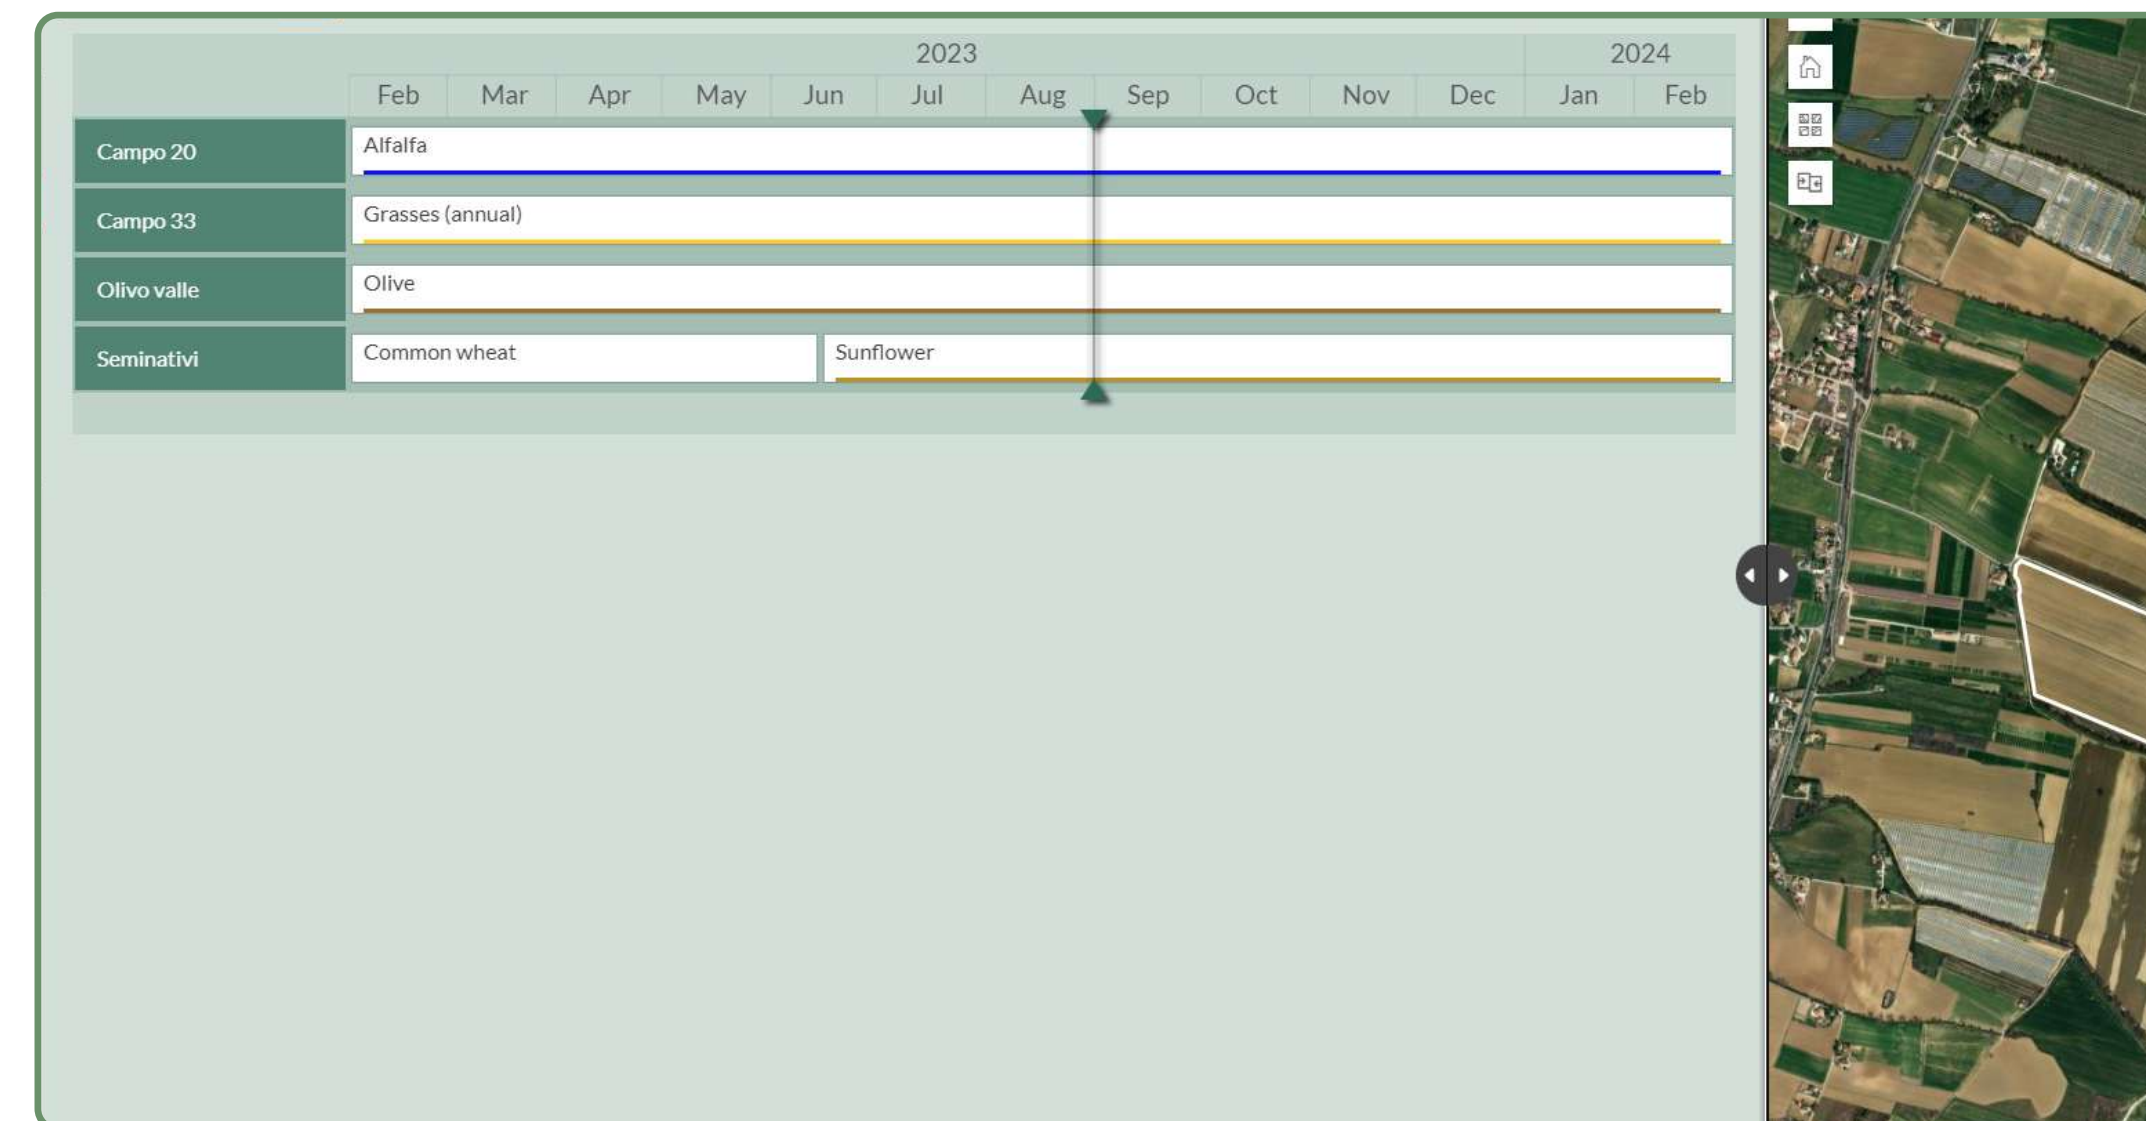 2023 2024
Feb Mar Apr May Jun Jul Aug Sep Oct Nov Dec Jan Feb
Campo 20 Alfalfa
Campo 33 Grasses (annual)
Olivo valle Olive
Seminativi Common wheat Sunflower